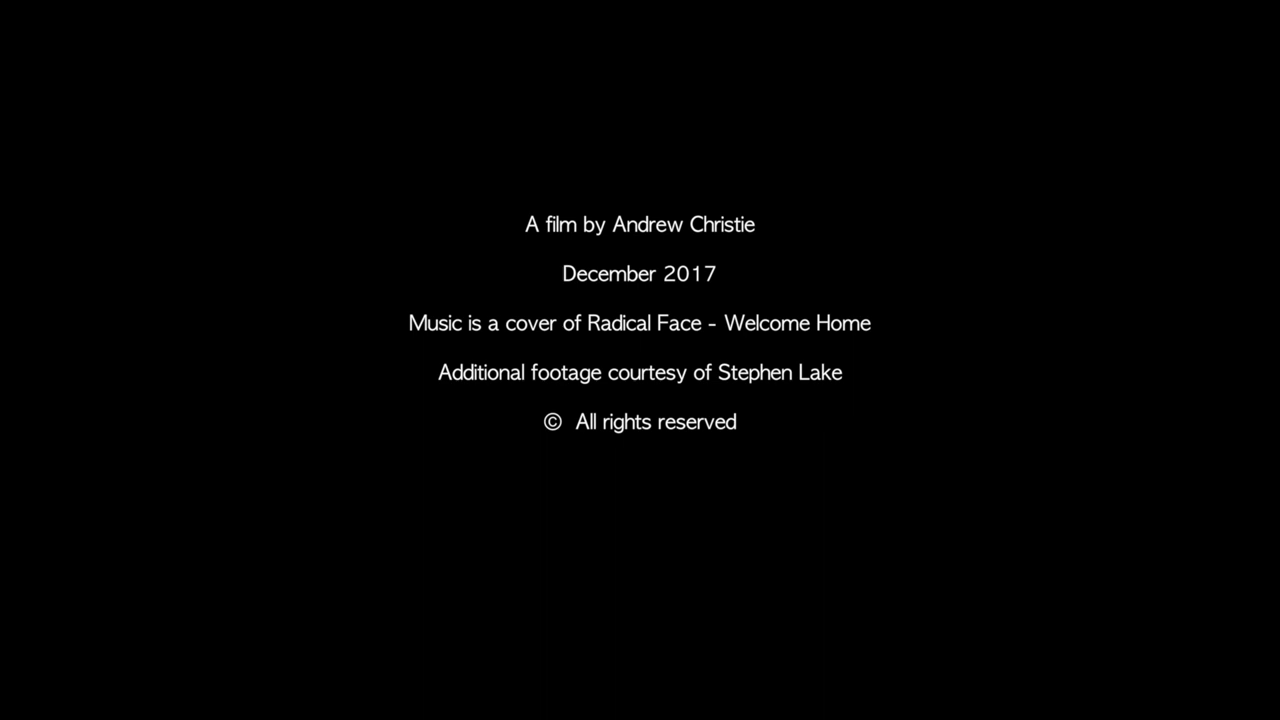 A film by Andrew Christie
December 2017
Music is a cover of Radical Face - Welcome Home
Additional footage courtesy of Stephen Lake
© All rights reserved